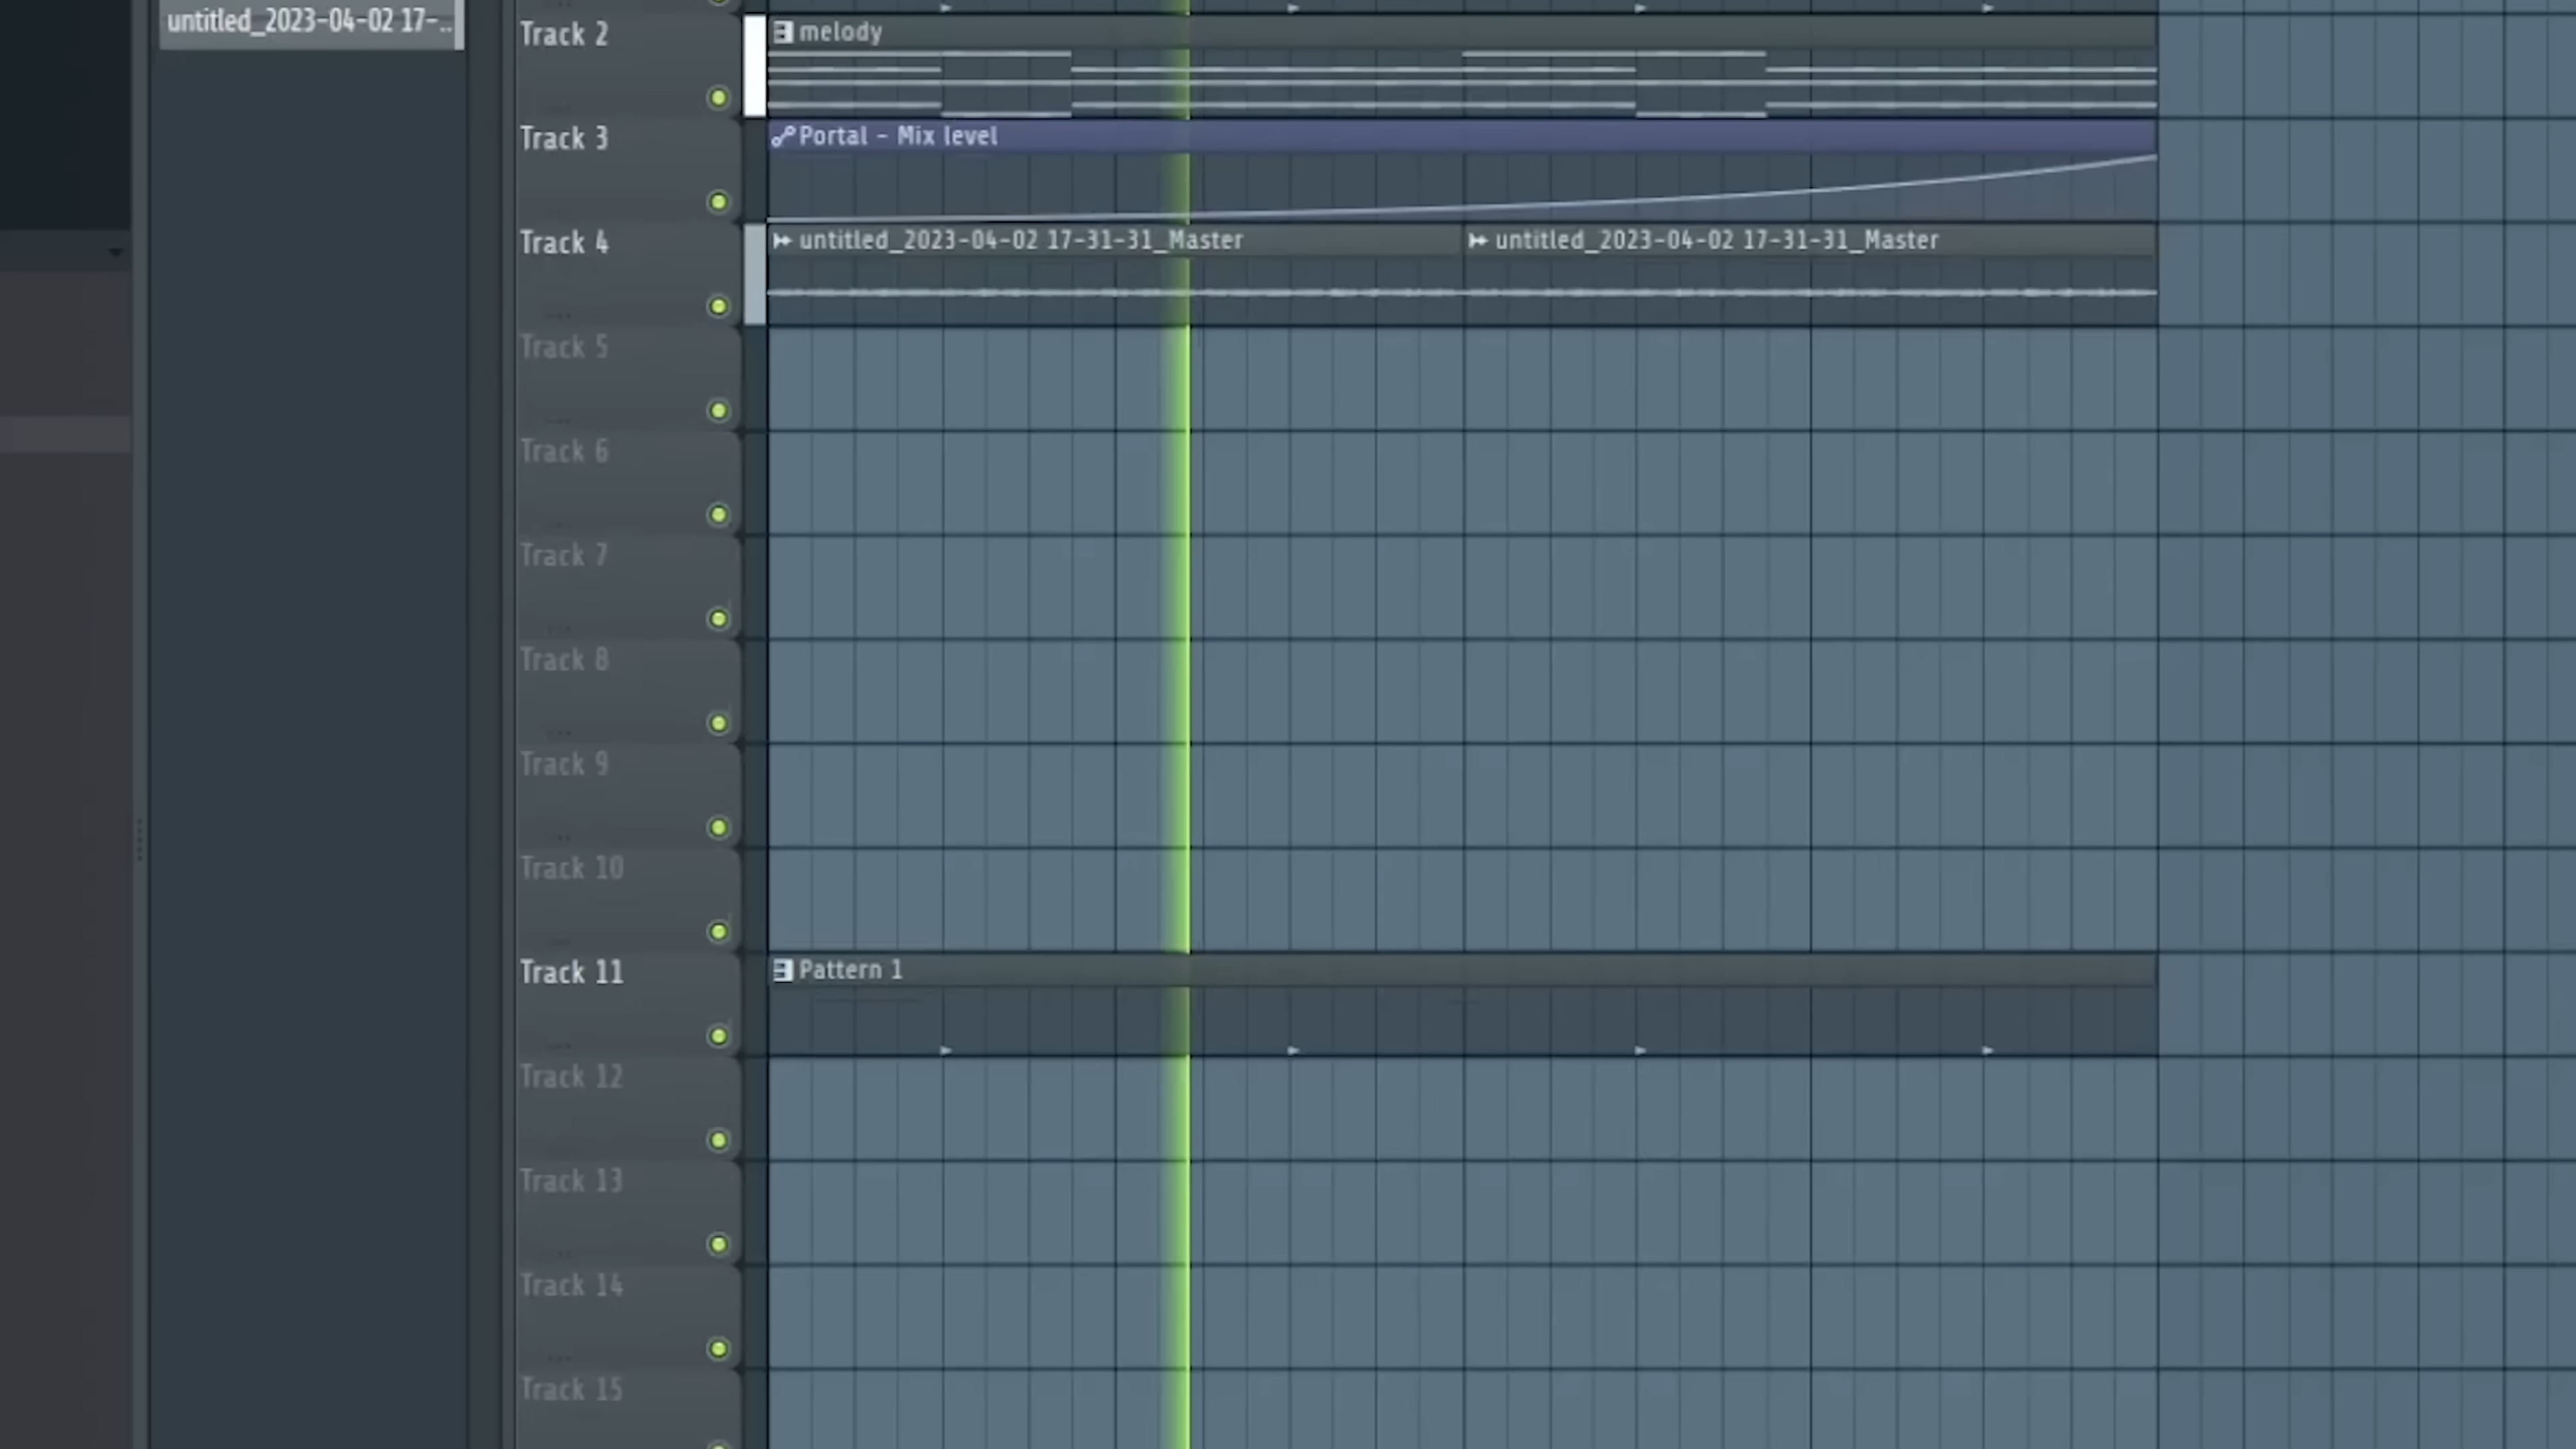 untitled_2023-04-02 17-..
Track 2
melody
Track 3
Portal - Mix level
Track 4
untitled_2023-04-02 17-31-31_Master
untitled_2023-04-02 17-31-31_Master
Track 5
Track 6
Track 7
Track 8
Track 9
Track 10
Track 11
Pattern 1
Track 12
Track 13
Track 14
Track 15